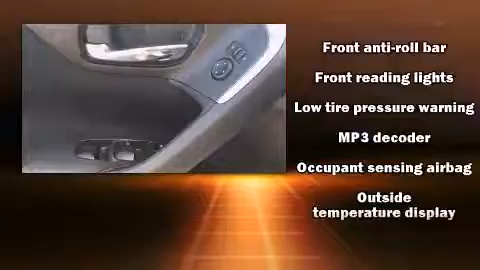 Front anti-roll bar
Front reading lights
Low tire pressure warning
MP3 decoder
Occupant sensing airbag
Outside
temperature display